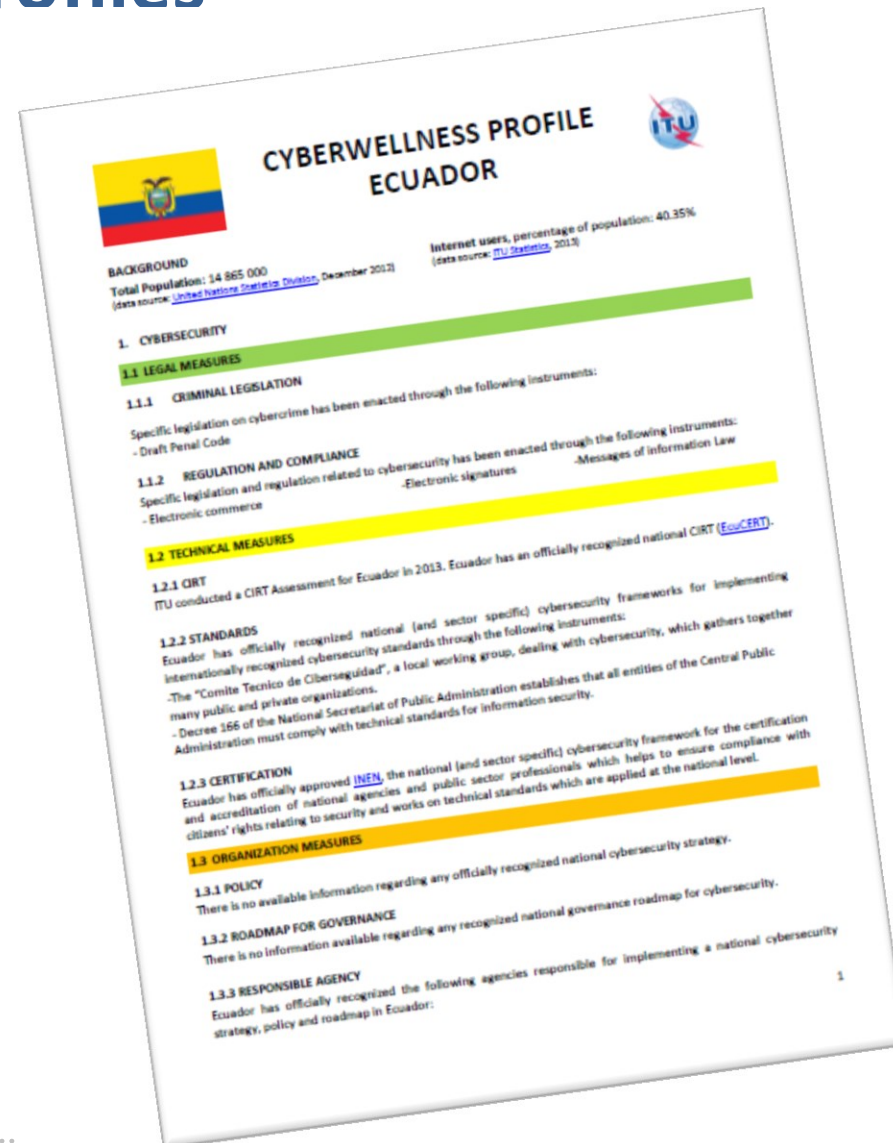 CYBERWELLNESS PROFILE
ECUADOR
ITU
BACKGROUND
Total Population: 14 865 000
(data source: United Nations Statistics Division, December 2012)
Internet users, percentage of population: 40.35%
(data source: ITU Statistics, 2013)
1. CYBERSECURITY
1.1 LEGAL MEASURES
1.1.1 CRIMINAL LEGISLATION
Specific legislation on cybercrime has been enacted through the following instruments:
- Draft Penal Code
1.1.2 REGULATION AND COMPLIANCE
Specific legislation and regulation related to cybersecurity has been enacted through the following instruments:
- Electronic commerce -Electronic signatures -Messages of information Law
1.2 TECHNICAL MEASURES
1.2.1 CIRT
ITU conducted a CIRT Assessment for Ecuador in 2013. Ecuador has an officially recognized national CIRT (EcuCERT).
1.2.2 STANDARDS
Ecuador has officially recognized national (and sector specific) cybersecurity frameworks for implementing
internationally recognized cybersecurity standards through the following instruments:
-The "Comite Tecnico de Ciberseguidad", a local working group, dealing with cybersecurity, which gathers together
many public and private organizations.
- Decree 166 of the National Secretariat of Public Administration establishes that all entities of the Central Public
Administration must comply with technical standards for information security.
1.2.3 CERTIFICATION
Ecuador has officially approved INEN, the national (and sector specific) cybersecurity framework for the certification
and accreditation of national agencies and public sector professionals which helps to ensure compliance with
citizens' rights relating to security and works on technical standards which are applied at the national level.
1.3 ORGANIZATION MEASURES
1.3.1 POLICY
There is no available information regarding any officially recognized national cybersecurity strategy.
1.3.2 ROADMAP FOR GOVERNANCE
There is no information available regarding any recognized national governance roadmap for cybersecurity.
1.3.3 RESPONSIBLE AGENCY
Ecuador has officially recognized the following agencies responsible for implementing a national cybersecurity
strategy, policy and roadmap in Ecuador:
1